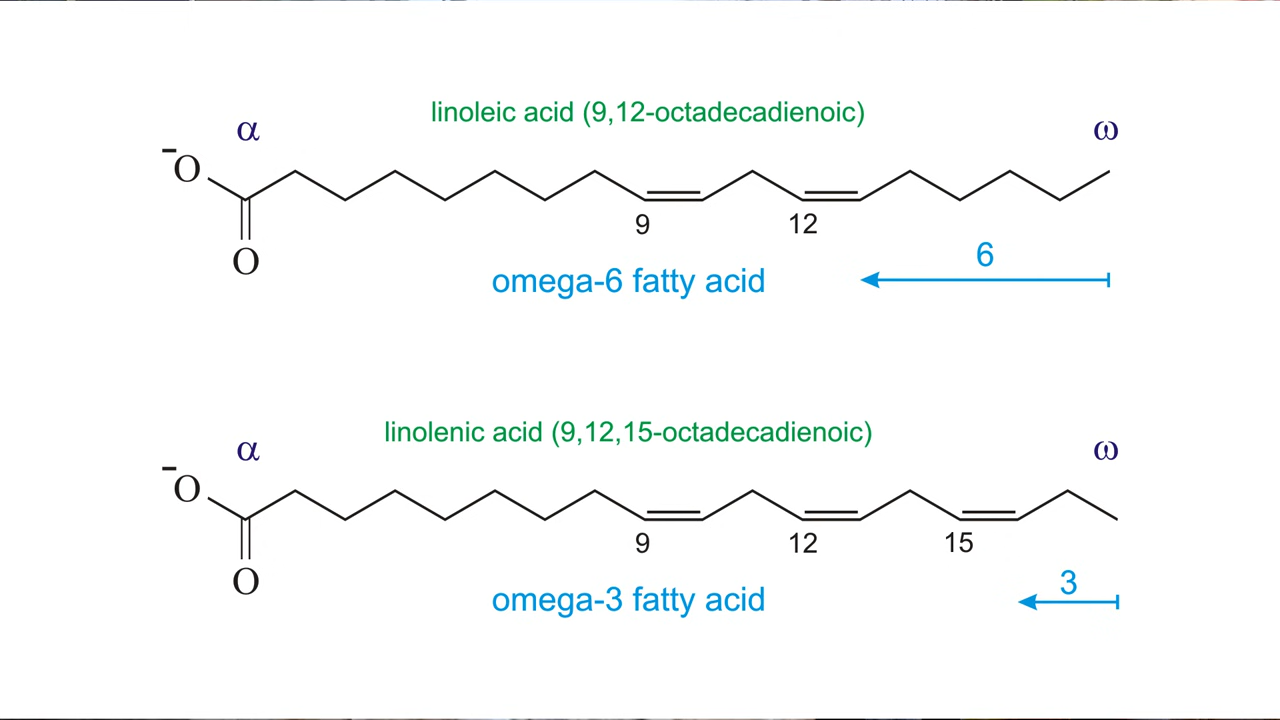 linoleic acid (9,12-octadecadienoic)
α
ω
⁻O
O
9
12
6
omega-6 fatty acid
linolenic acid (9,12,15-octadecadienoic)
α
ω
⁻O
O
9
12
15
3
omega-3 fatty acid